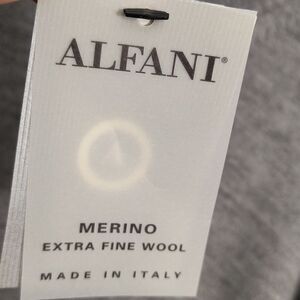 ALFANI®
MERINO
EXTRA FINE WOOL
MADE IN ITALY